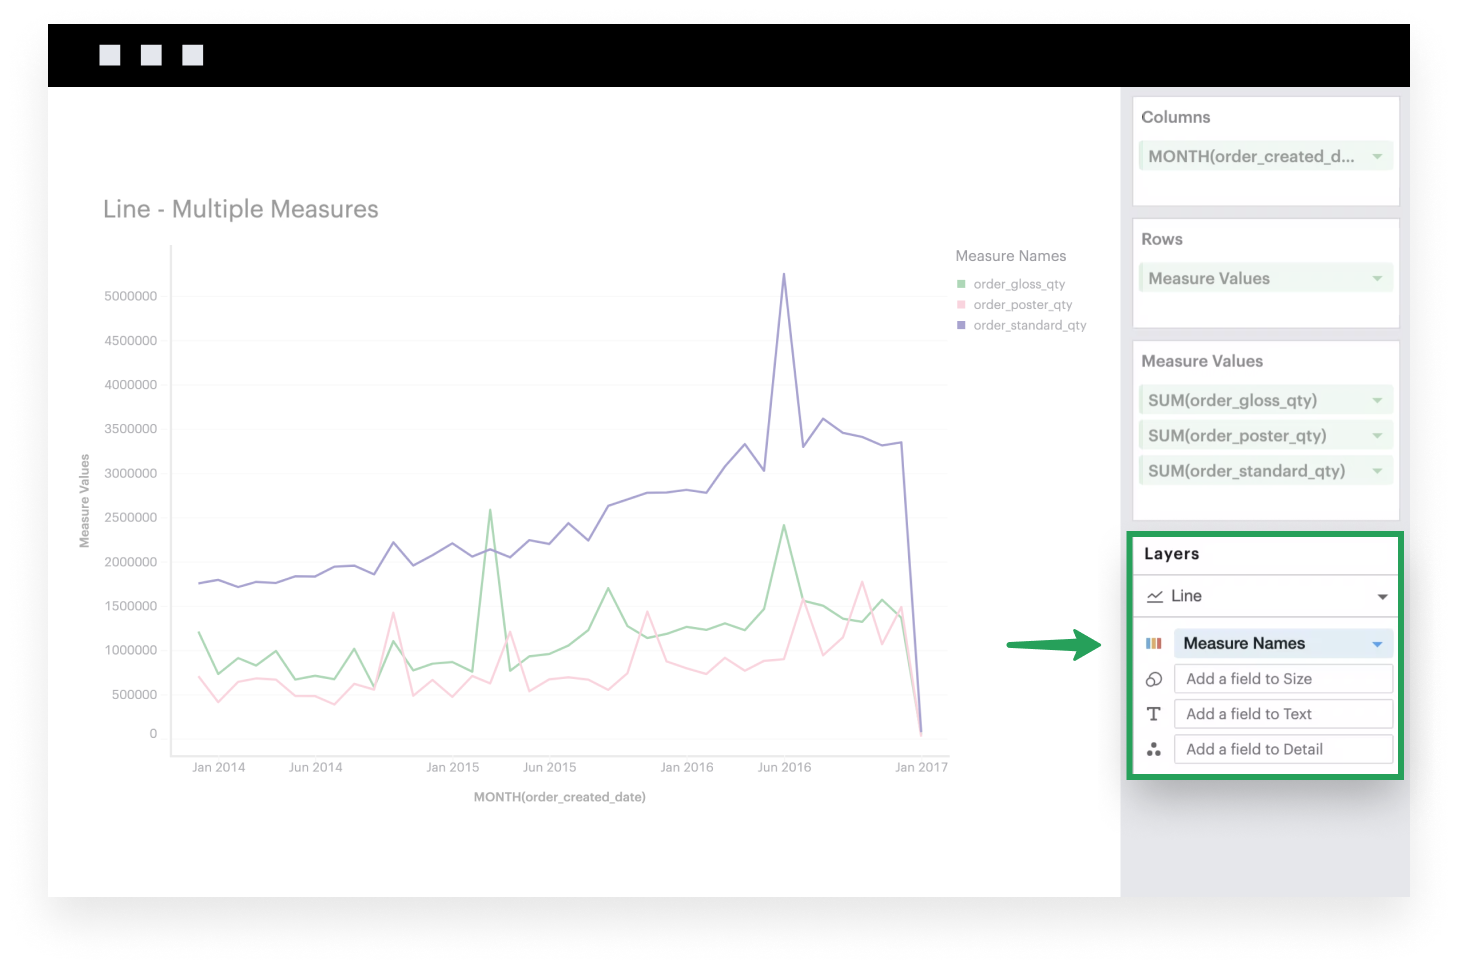 Line - Multiple Measures
Measure Values
5000000
4500000
4000000
3500000
3000000
2500000
2000000
1500000
1000000
500000
0
Jan 2014
Jun 2014
Jan 2015
Jun 2015
Jan 2016
Jun 2016
Jan 2017
MONTH(order_created_date)
Measure Names
order_gloss_qty
order_poster_qty
order_standard_qty
Columns
MONTH(order_created_d...
Rows
Measure Values
Measure Values
SUM(order_gloss_qty)
SUM(order_poster_qty)
SUM(order_standard_qty)
Layers
Line
Measure Names
Add a field to Size
Add a field to Text
Add a field to Detail